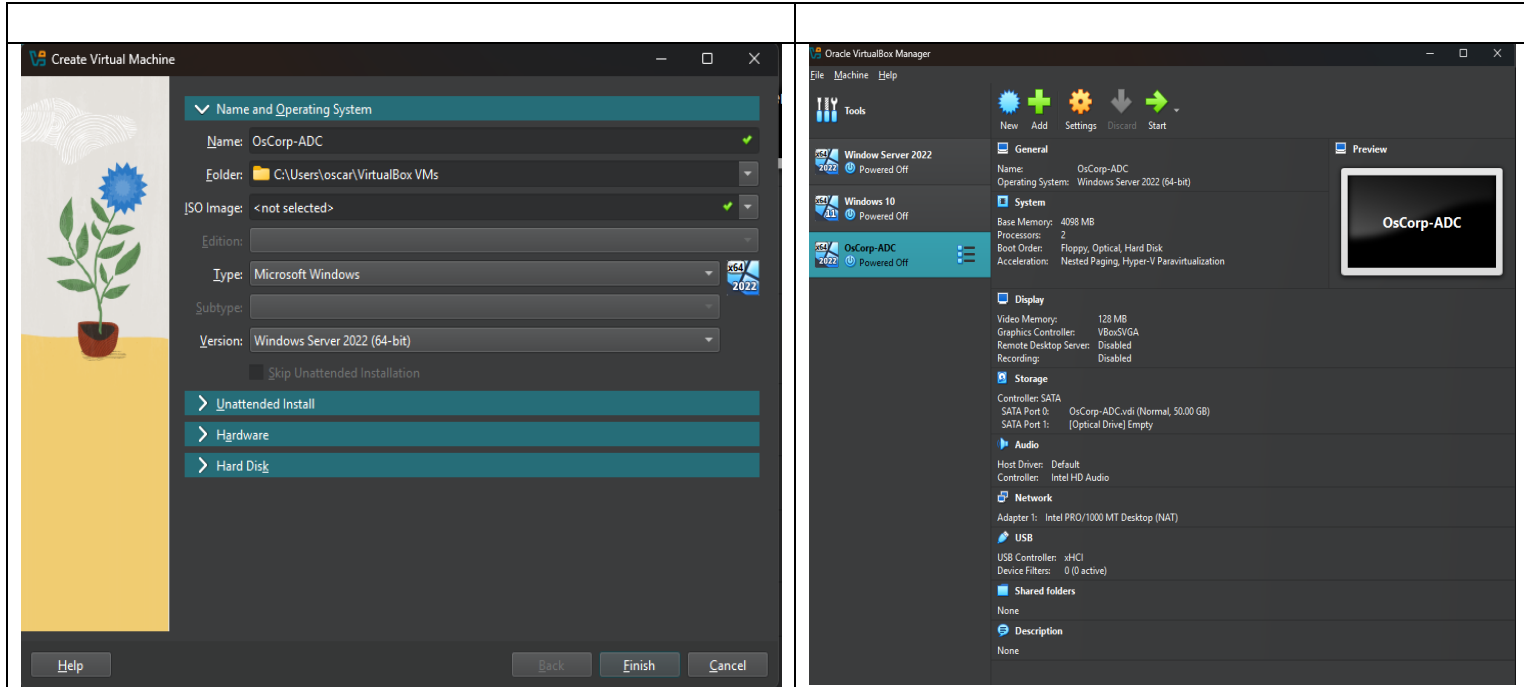 Create Virtual Machine
Name and Operating System
Name: OsCorp-ADC
Folder: C:\Users\oscar\VirtualBox VMs
ISO Image: <not selected>
Edition:
Type: Microsoft Windows
x64
2022
Subtype:
Version: Windows Server 2022 (64-bit)
Skip Unattended Installation
Unattended Install
Hardware
Hard Disk
Help
Back
Finish
Cancel
Oracle VirtualBox Manager
File Machine Help
Tools
New Add Settings Discard Start
x64
2022
Window Server 2022
Powered Off
x64
11
Windows 10
Powered Off
x64
2022
OsCorp-ADC
Powered Off
General
Name: OsCorp-ADC
Operating System: Windows Server 2022 (64-bit)
System
Base Memory: 4098 MB
Processors: 2
Boot Order: Floppy, Optical, Hard Disk
Acceleration: Nested Paging, Hyper-V Paravirtualization
Display
Video Memory: 128 MB
Graphics Controller: VBoxSVGA
Remote Desktop Server: Disabled
Recording: Disabled
Storage
Controller: SATA
SATA Port 0: OsCorp-ADC.vdi (Normal, 50.00 GB)
SATA Port 1: [Optical Drive] Empty
Audio
Host Driver: Default
Controller: Intel HD Audio
Network
Adapter 1: Intel PRO/1000 MT Desktop (NAT)
USB
USB Controller: xHCI
Device Filters: 0 (0 active)
Shared folders
None
Description
None
Preview
OsCorp-ADC